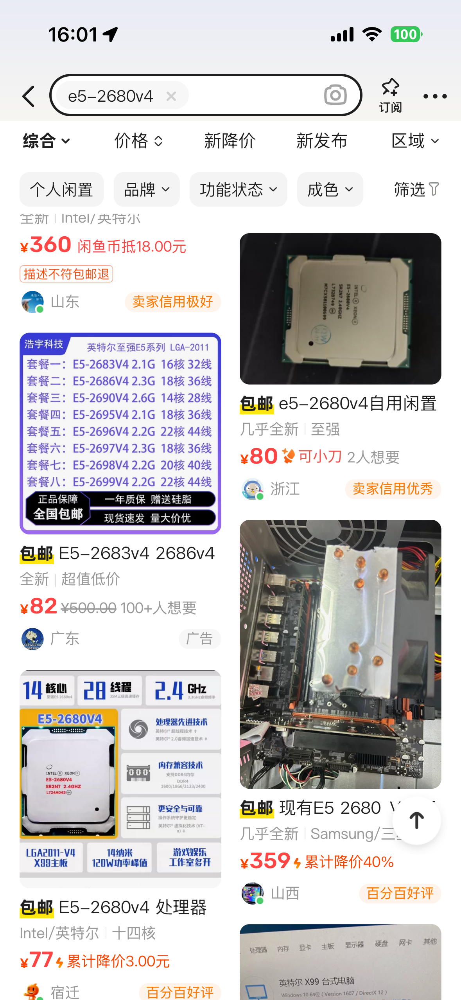 16:01
100
e5-2680v4
订阅
综合
价格
新降价
新发布
区域
个人闲置
品牌
功能状态
成色
筛选
全新 | Intel/英特尔
¥360 闲鱼币抵18.00元
描述不符包邮退
山东
卖家信用极好
浩宇科技
英特尔至强E5系列 LGA-2011
套餐一: E5-2683V4 2.1G 16核 32线
套餐二: E5-2686V4 2.3G 18核 36线
套餐三: E5-2690V4 2.6G 14核 28线
套餐四: E5-2695V4 2.1G 18核 36线
套餐五: E5-2696V4 2.2G 22核 44线
套餐六: E5-2697V4 2.3G 18核 36线
套餐七: E5-2698V4 2.2G 20核 40线
套餐八: E5-2699V4 2.2G 22核 44线
正品保障
全国包邮
一年质保 赠送硅脂
现货速发 量大价优
包邮 E5-2683v4 2686v4
全新 | 超值低价
¥82 ¥500.00 100+人想要
广东
广告
14 核心
至强E5 2680v4
28 线程
35M三级高速缓存
2.4 GHz
3.3GHz睿频频率
E5-2680V4
INTEL® XEON®
E5-2680V4
SR2N7 2.4GHZ
L724A045 e4
处理器先进技术
英特尔® 超线程技术 ‡
英特尔® 2.0睿频加速技术 ‡
内存兼容技术
支持DDR4内存
DDR4
1600/1866/2133/2400
更安全与可靠
操作系统守护更稳定
英特尔® 虚拟化技术 (VT-
x) ‡
LGA2011-V4
X99主板
14纳米
120W功率峰值
游戏娱乐
工作室多开
包邮 E5-2680v4 处理器
Intel/英特尔 | 十四核
¥77 累计降价3.00元
宿迁
百分百好评
INTEL® XEON®
E5-2680V4
SR2N7 2.40GHZ
L732B749 e4
M7CX581100699
包邮 e5-2680v4自用闲置
几乎全新 | 至强
¥80 可小刀 2人想要
浙江
卖家信用优秀
包邮 现有E5 2680
几乎全新 | Samsung/三
¥359 累计降价40%
山西
百分百好评
处理器 内存 显卡 主板 显示器 硬盘 网卡 其他
英特尔 X99 台式电脑
Windows 10 64位 ( Version 1607 / DirectX 12 )